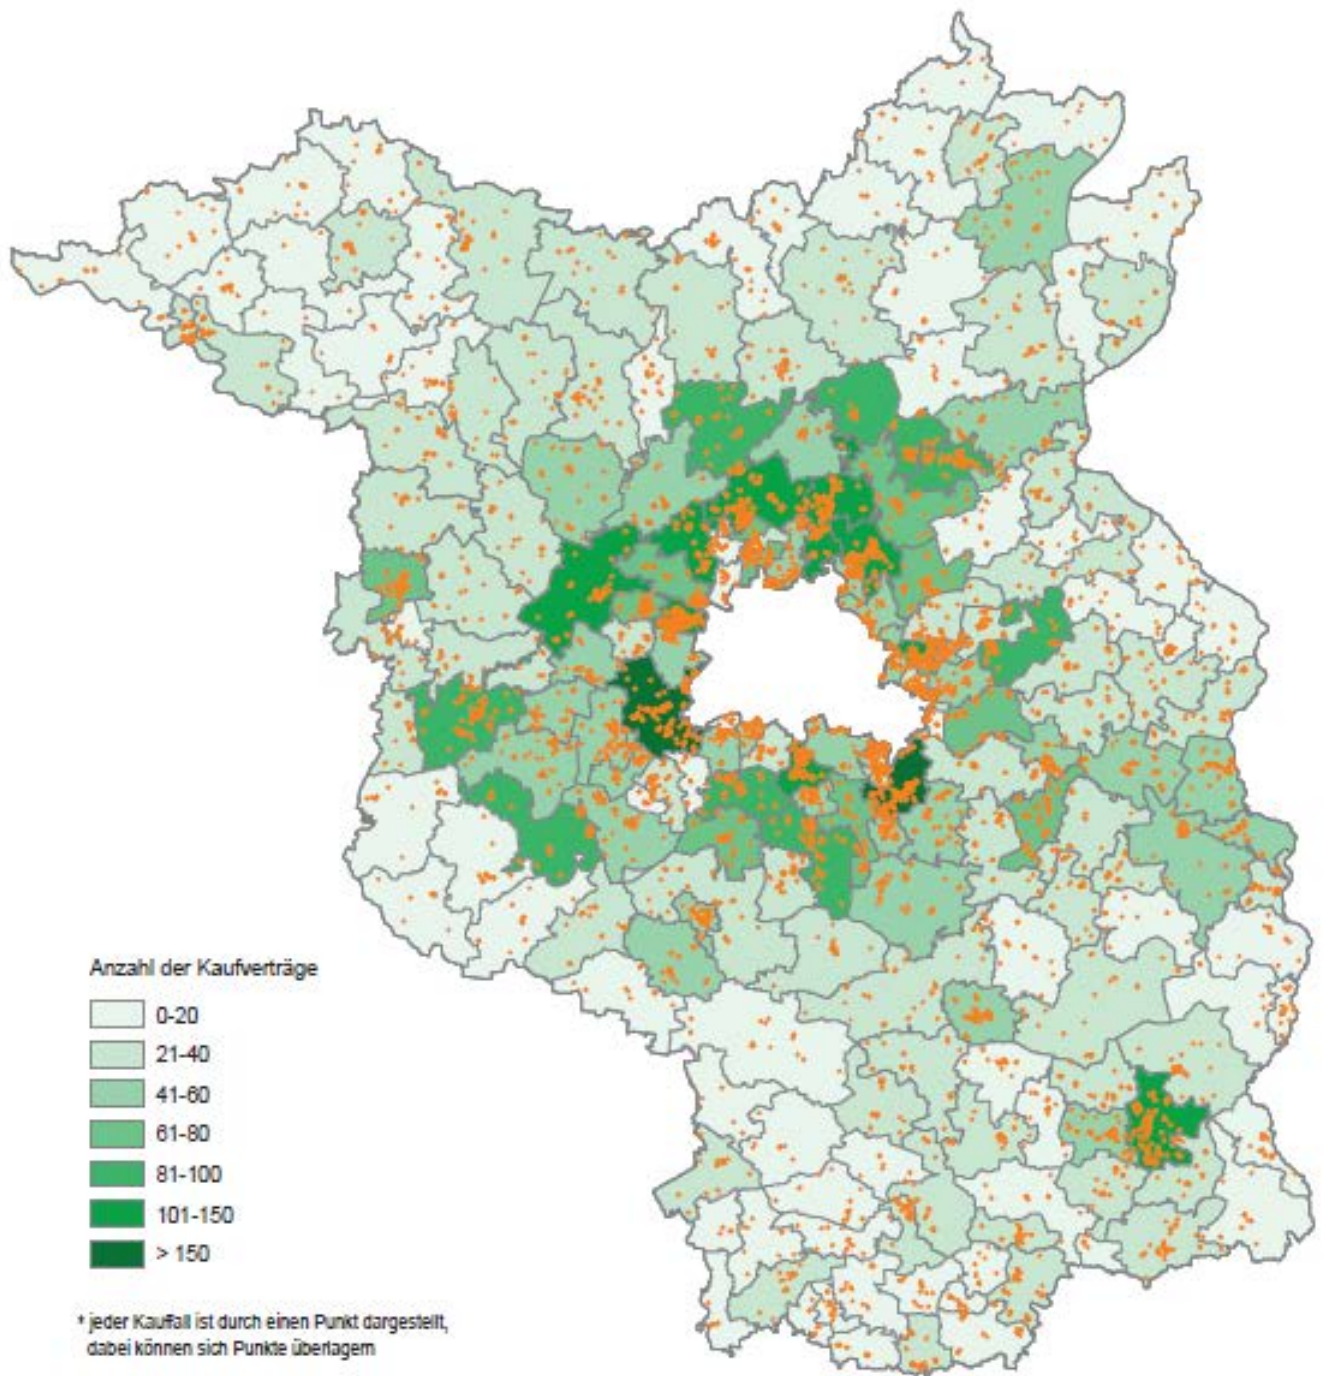 Anzahl der Kaufverträge
0-20
21-40
41-60
61-80
81-100
101-150
> 150
* jeder Kauffall ist durch einen Punkt dargestellt,
dabei können sich Punkte überlagern